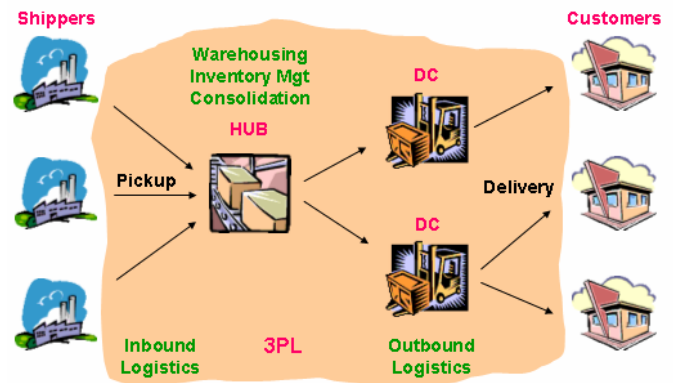 Shippers
Customers
Warehousing
Inventory Mgt
Consolidation
DC
HUB
Pickup
Delivery
DC
Inbound
Logistics
3PL
Outbound
Logistics